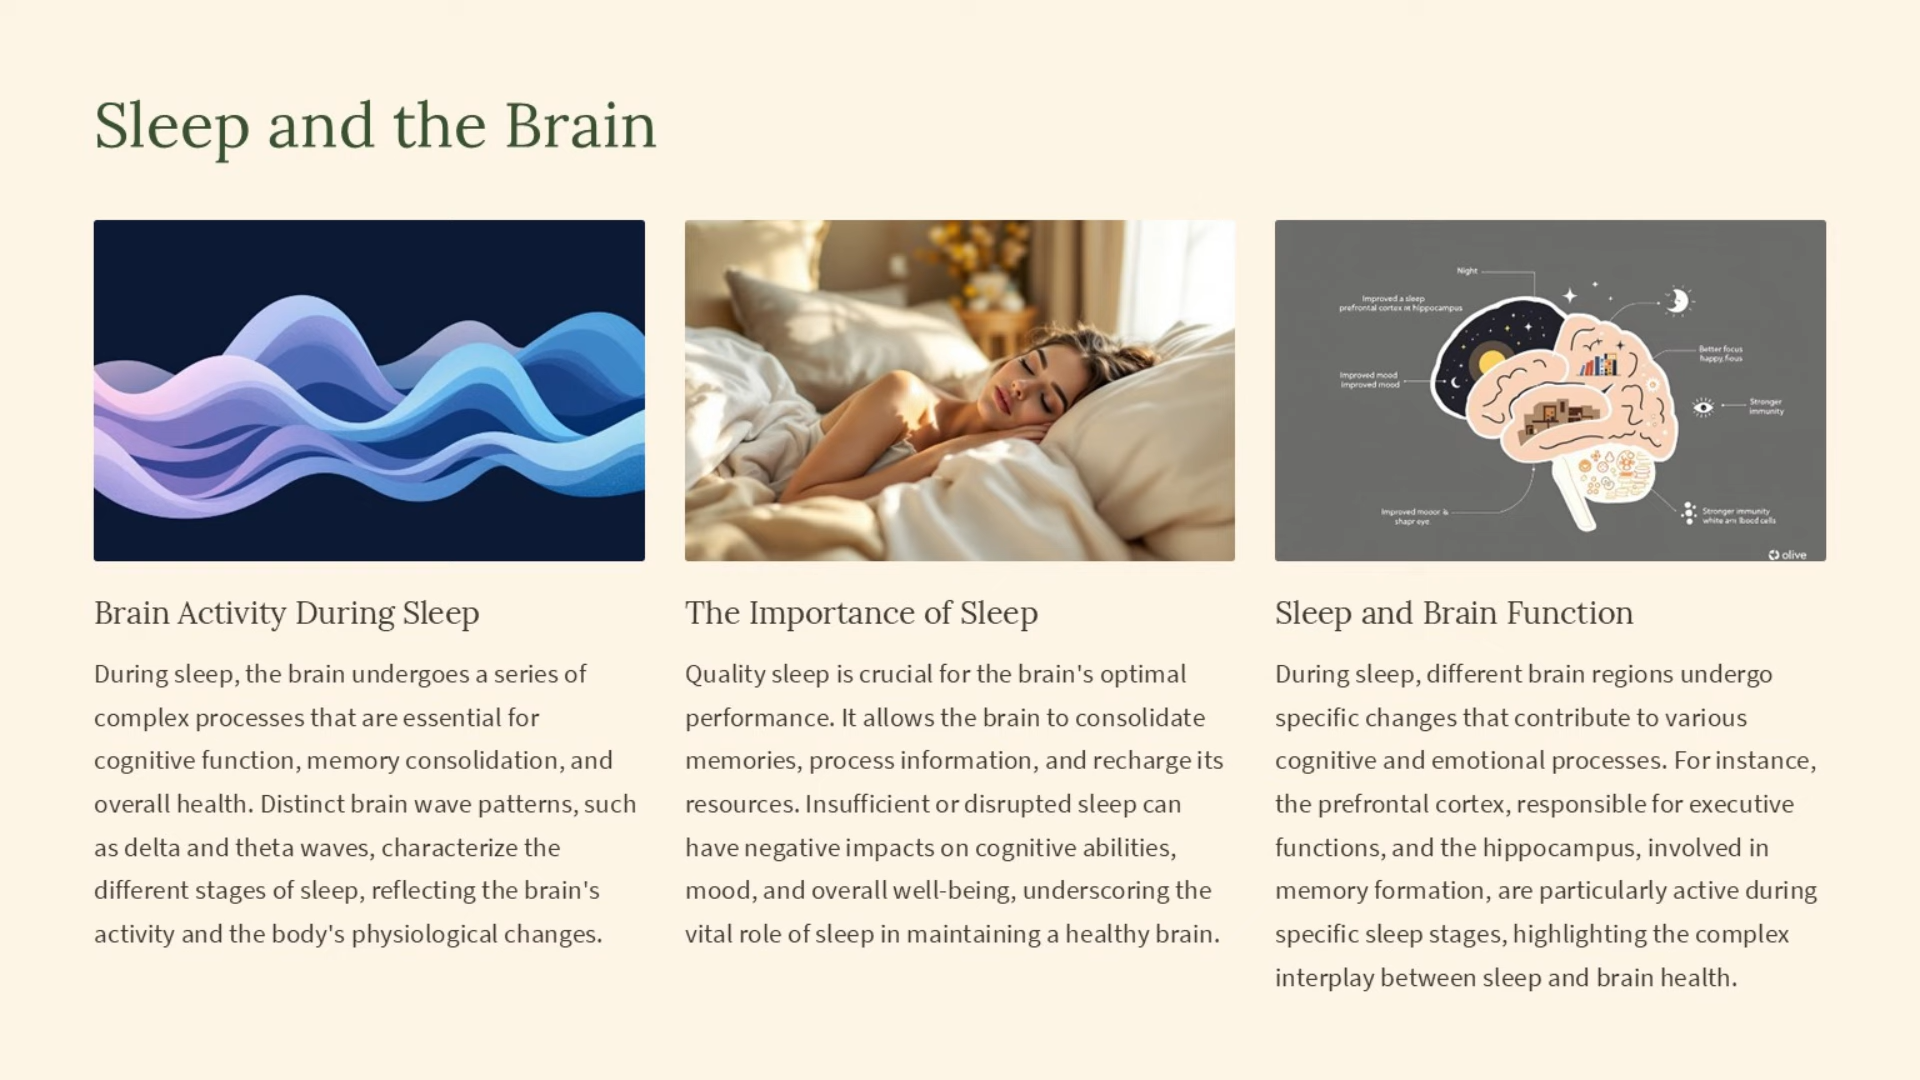 Sleep and the Brain
Night
Improved a sleep
prefrontal cortex
hippocampus
Improved mood
Improved mood
Better focus
happy,
Stronger
immunity
Improved
eye
Stronger immunity
white
cells
olive
Brain Activity During Sleep
During sleep, the brain undergoes a series of
complex processes that are essential for
cognitive function, memory consolidation, and
overall health. Distinct brain wave patterns, such
as delta and theta waves, characterize the
different stages of sleep, reflecting the brain's
activity and the body's physiological changes.
The Importance of Sleep
Quality sleep is crucial for the brain's optimal
performance. It allows the brain to consolidate
memories, process information, and recharge its
resources. Insufficient or disrupted sleep can
have negative impacts on cognitive abilities,
mood, and overall well-being, underscoring the
vital role of sleep in maintaining a healthy brain.
Sleep and Brain Function
During sleep, different brain regions undergo
specific changes that contribute to various
cognitive and emotional processes. For instance,
the prefrontal cortex, responsible for executive
functions, and the hippocampus, involved in
memory formation, are particularly active during
specific sleep stages, highlighting the complex
interplay between sleep and brain health.